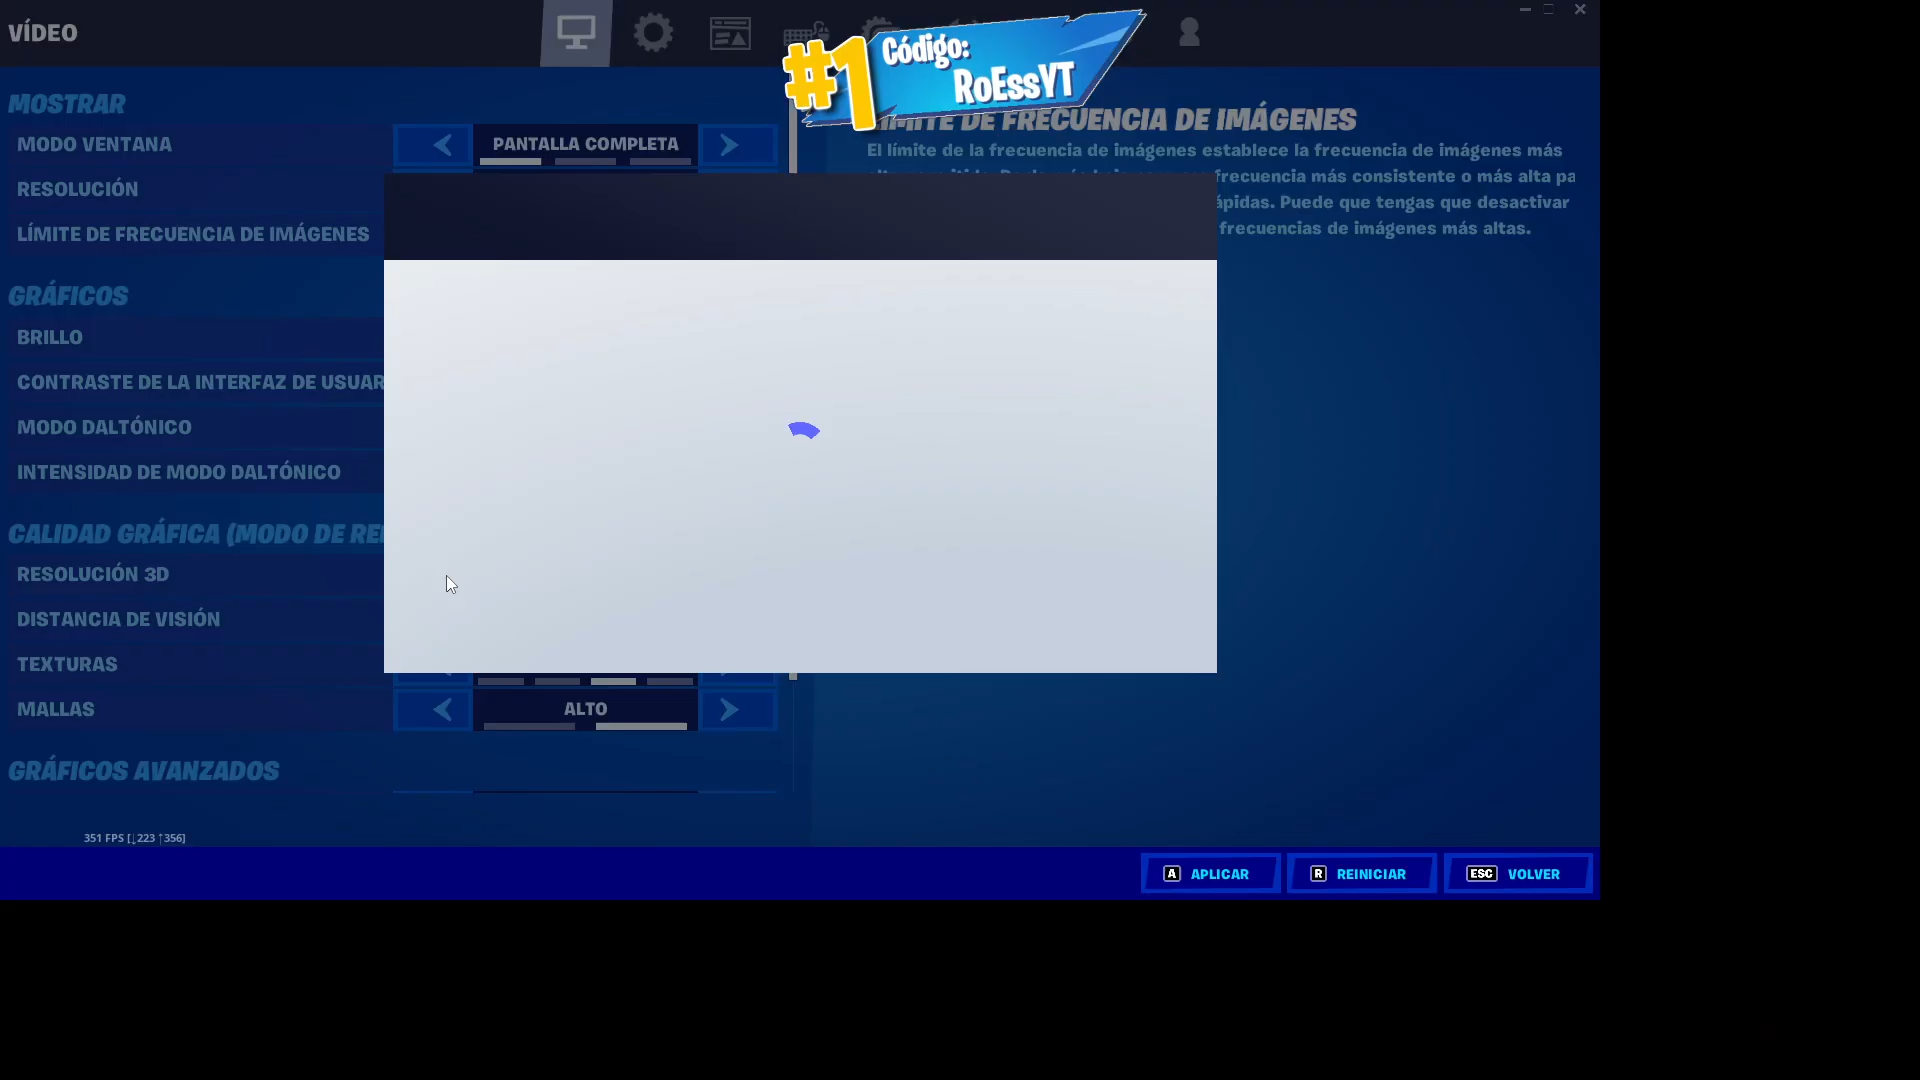 VÍDEO
#1
Código:
RoEssYT
MOSTRAR
MODO VENTANA
PANTALLA COMPLETA
RESOLUCIÓN
LÍMITE DE FRECUENCIA DE IMÁGENES
GRÁFICOS
BRILLO
CONTRASTE DE LA INTERFAZ DE USUAR
MODO DALTÓNICO
INTENSIDAD DE MODO DALTÓNICO
CALIDAD GRÁFICA (MODO DE
RESOLUCIÓN 3D
DISTANCIA DE VISIÓN
TEXTURAS
MALLAS
ALTO
GRÁFICOS AVANZADOS
LÍMITE DE FRECUENCIA DE IMÁGENES
El límite de la frecuencia de imágenes establece la frecuencia de imágenes más
frecuencia más consistente o más alta pa
ápidas. Puede que tengas que desactivar
frecuencias de imágenes más altas.
351 FPS [↓223 ↑356]
A APLICAR
R REINICIAR
ESC VOLVER